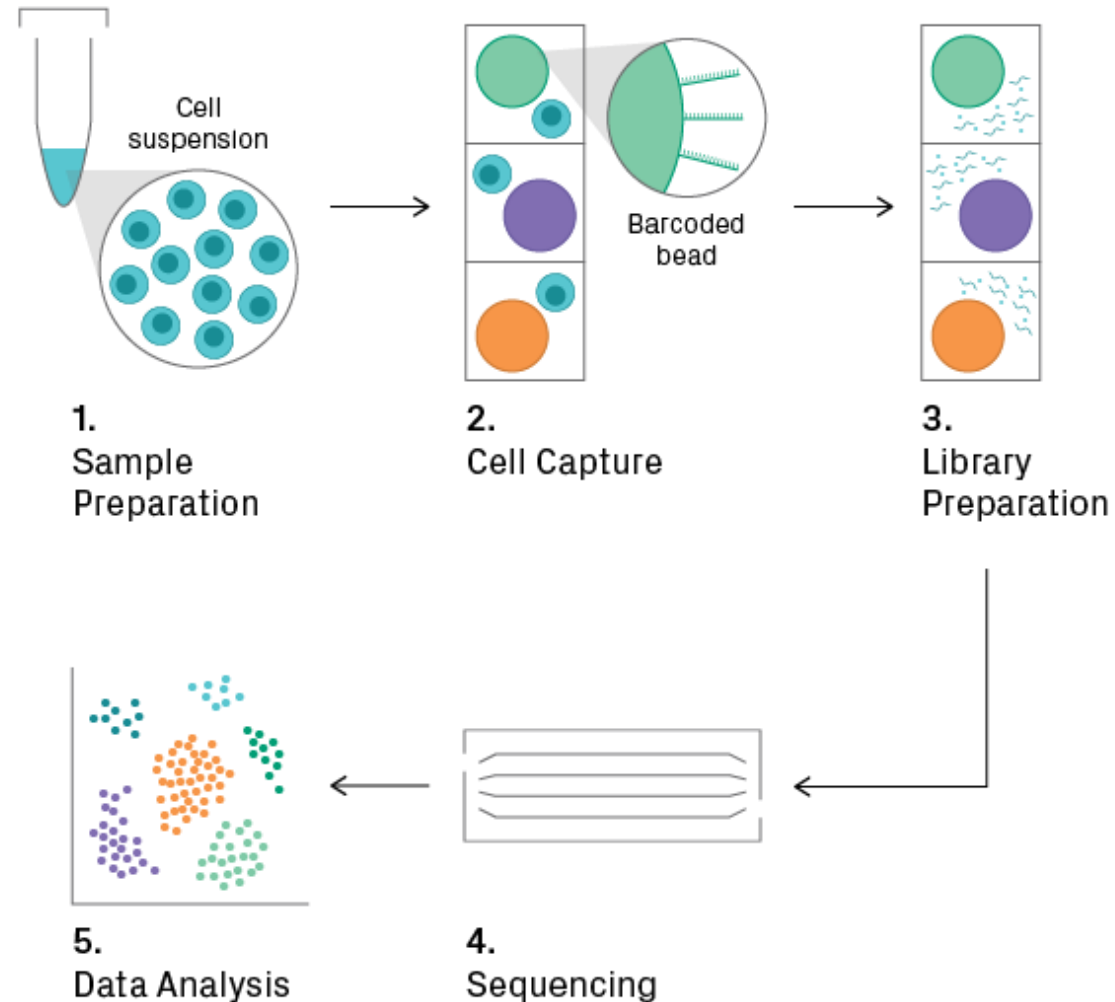 Cell
suspension
Barcoded
bead
1.
Sample
Preparation
2.
Cell Capture
3.
Library
Preparation
5.
Data Analysis
4.
Sequencing